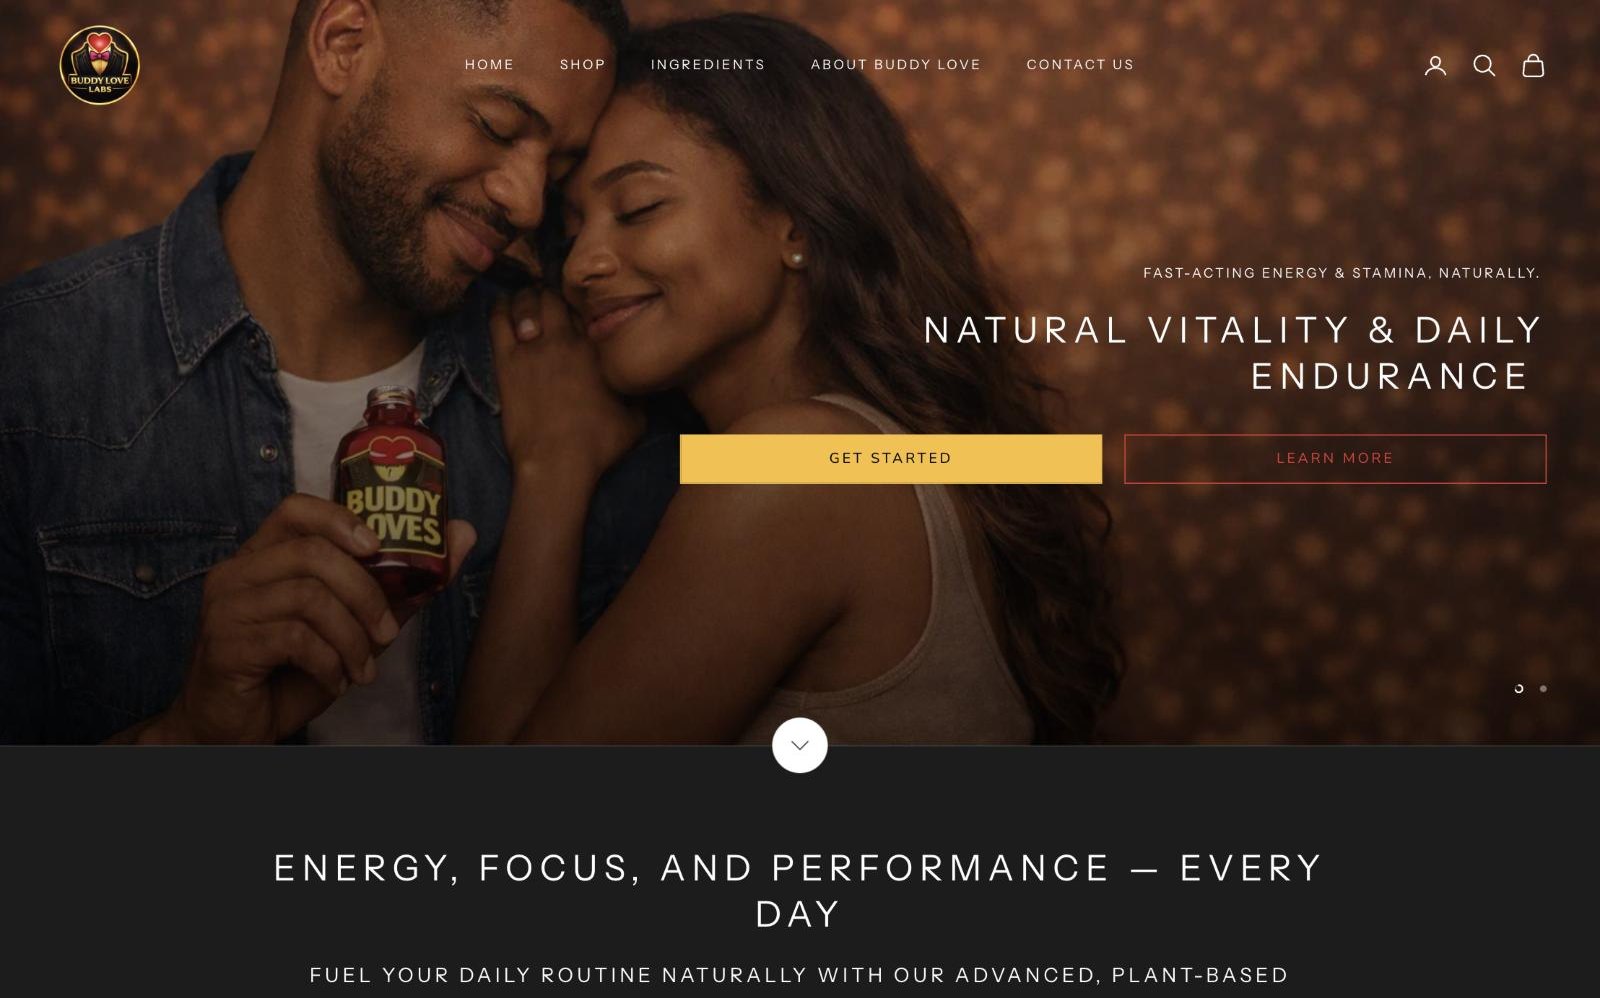 BUDDY LOVE
LABS
HOME
SHOP
INGREDIENTS
ABOUT BUDDY LOVE
CONTACT US
FAST-ACTING ENERGY & STAMINA, NATURALLY.
NATURAL VITALITY & DAILY
ENDURANCE
GET STARTED
LEARN MORE
BUDDY
LOVES
ENERGY, FOCUS, AND PERFORMANCE — EVERY
DAY
FUEL YOUR DAILY ROUTINE NATURALLY WITH OUR ADVANCED, PLANT-BASED